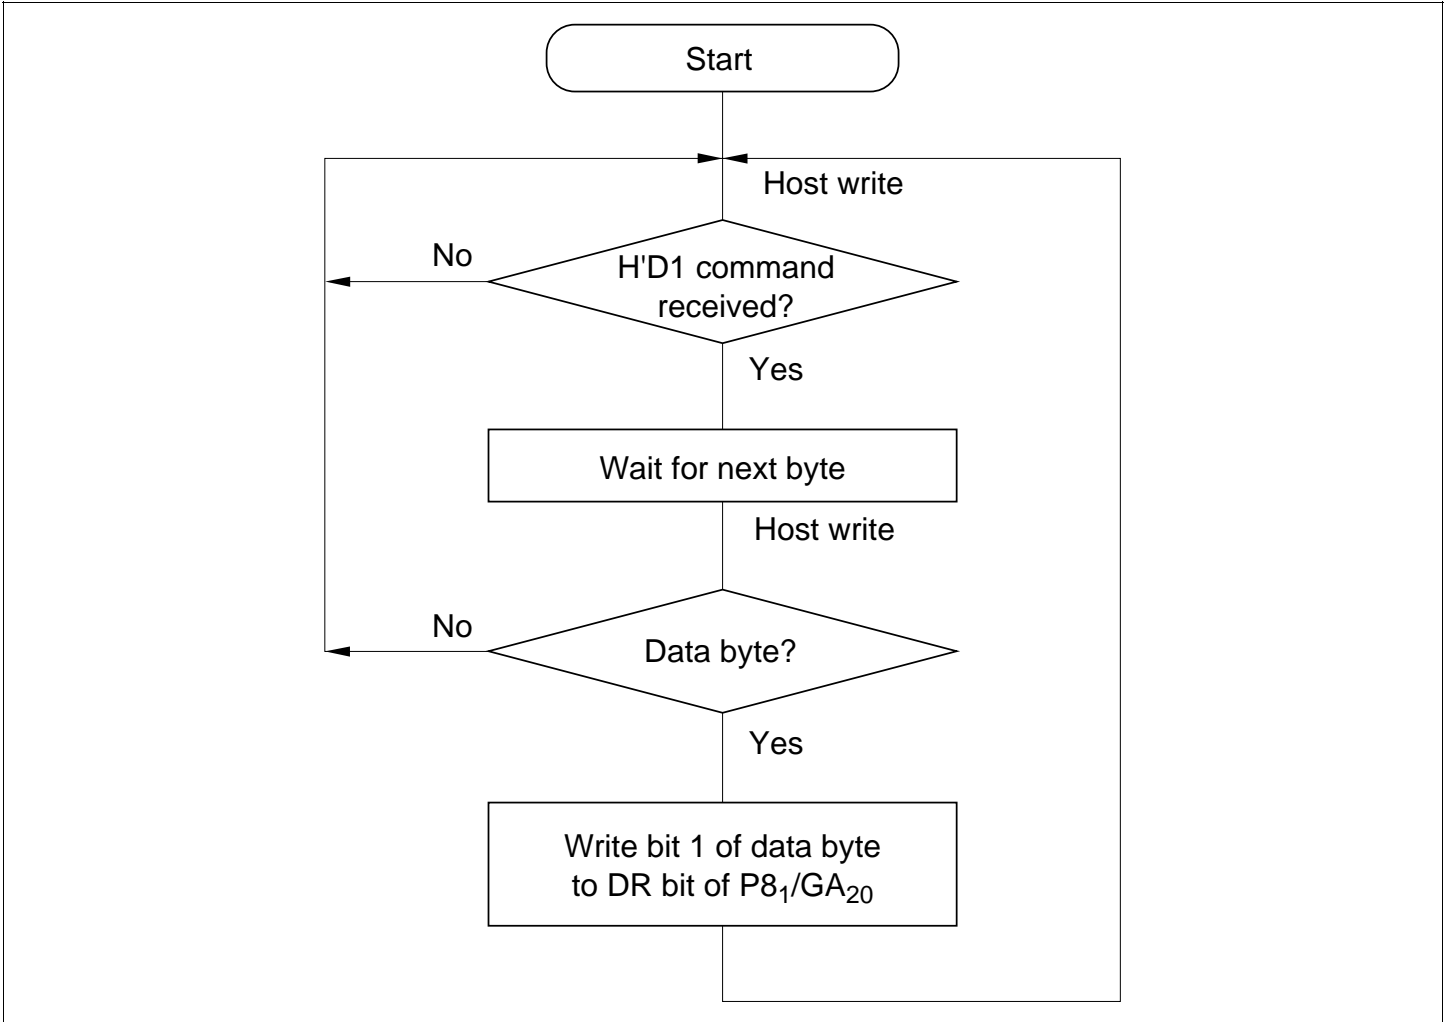 Start
Host write
No
H'D1 command
received?
Yes
Wait for next byte
Host write
No
Data byte?
Yes
Write bit 1 of data byte
to DR bit of P8₁/GA₂₀